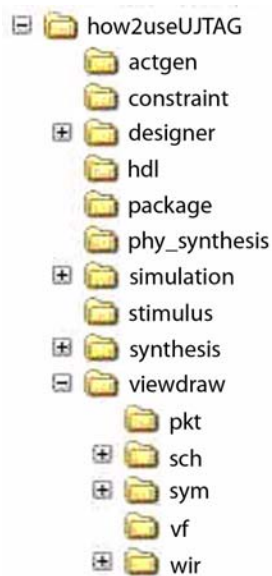 how2useUJTAG
actgen
constraint
designer
hdl
package
phy_synthesis
simulation
stimulus
synthesis
viewdraw
pkt
sch
sym
vf
wir